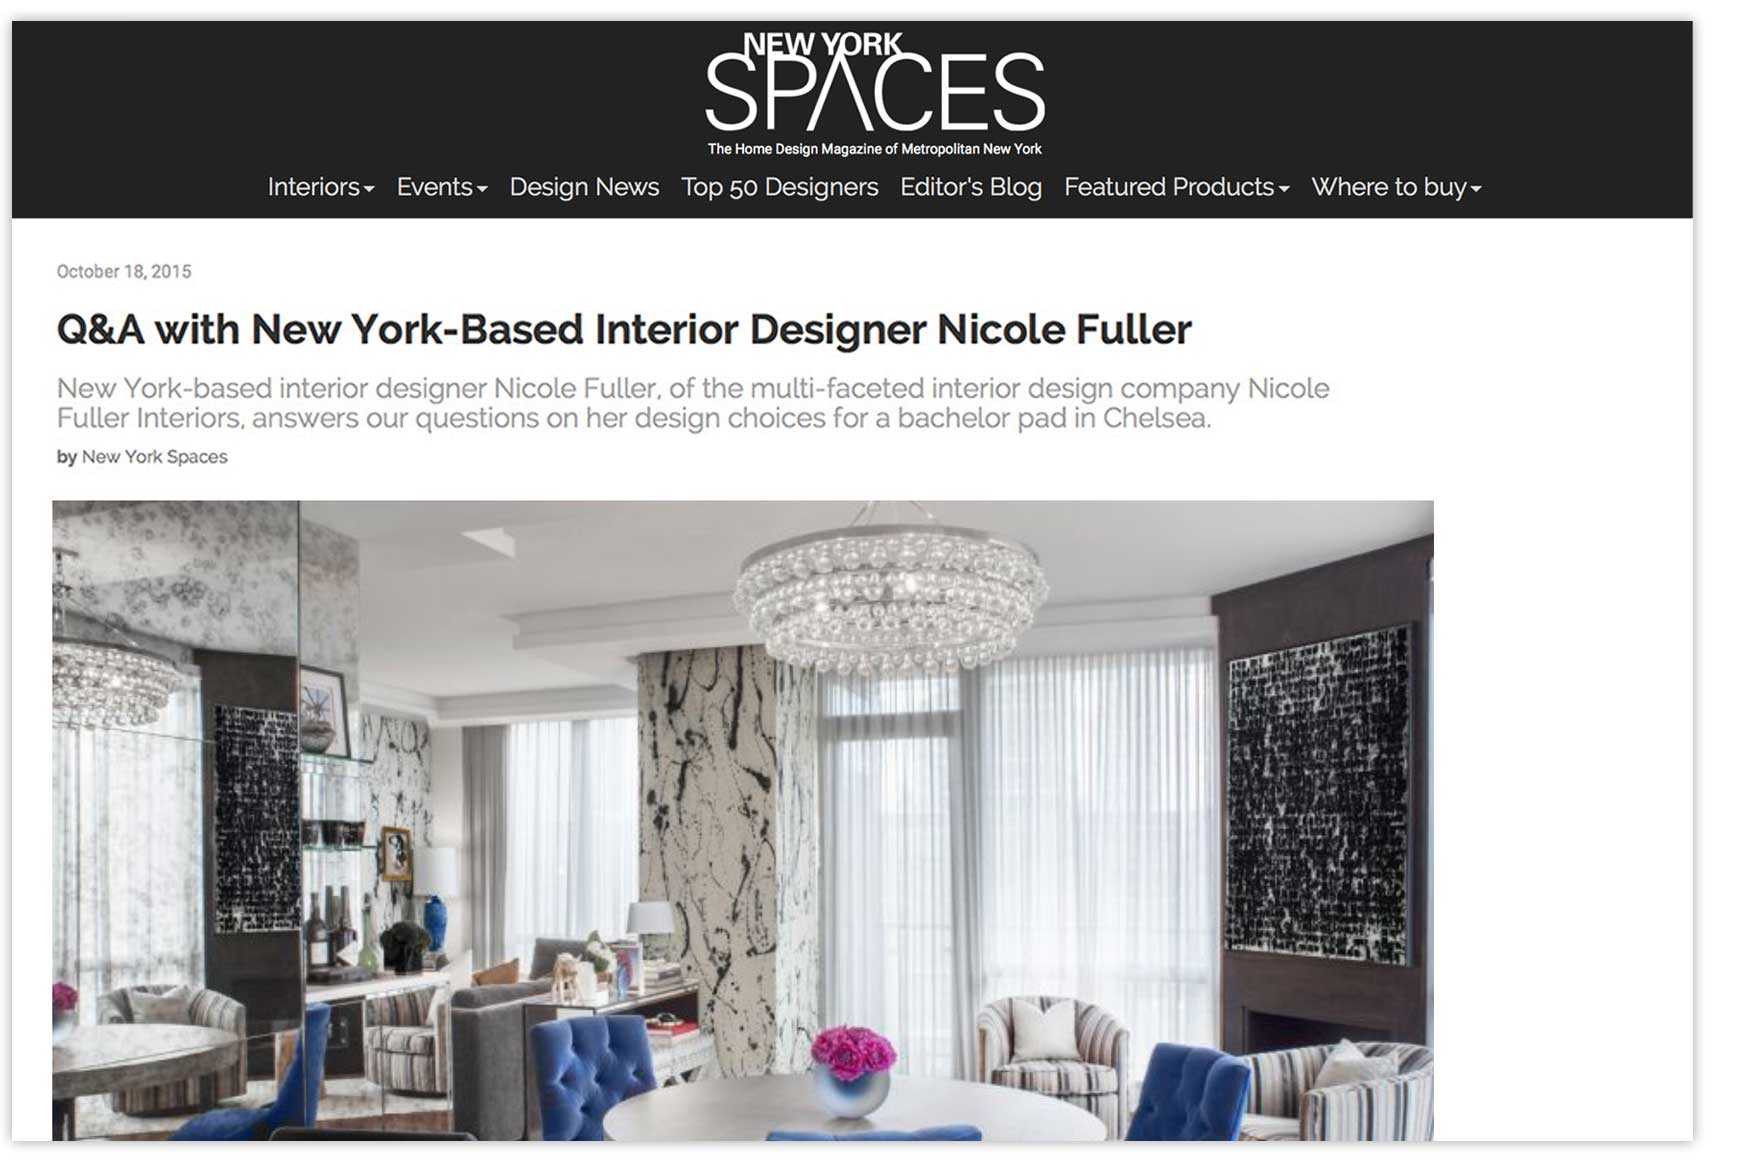 NEW YORK
SPACES
The Home Design Magazine of Metropolitan New York
Interiors Events Design News Top 50 Designers Editor's Blog Featured Products Where to buy
October 18, 2015
Q&A with New York-Based Interior Designer Nicole Fuller
New York-based interior designer Nicole Fuller, of the multi-faceted interior design company Nicole
Fuller Interiors, answers our questions on her design choices for a bachelor pad in Chelsea.
by New York Spaces